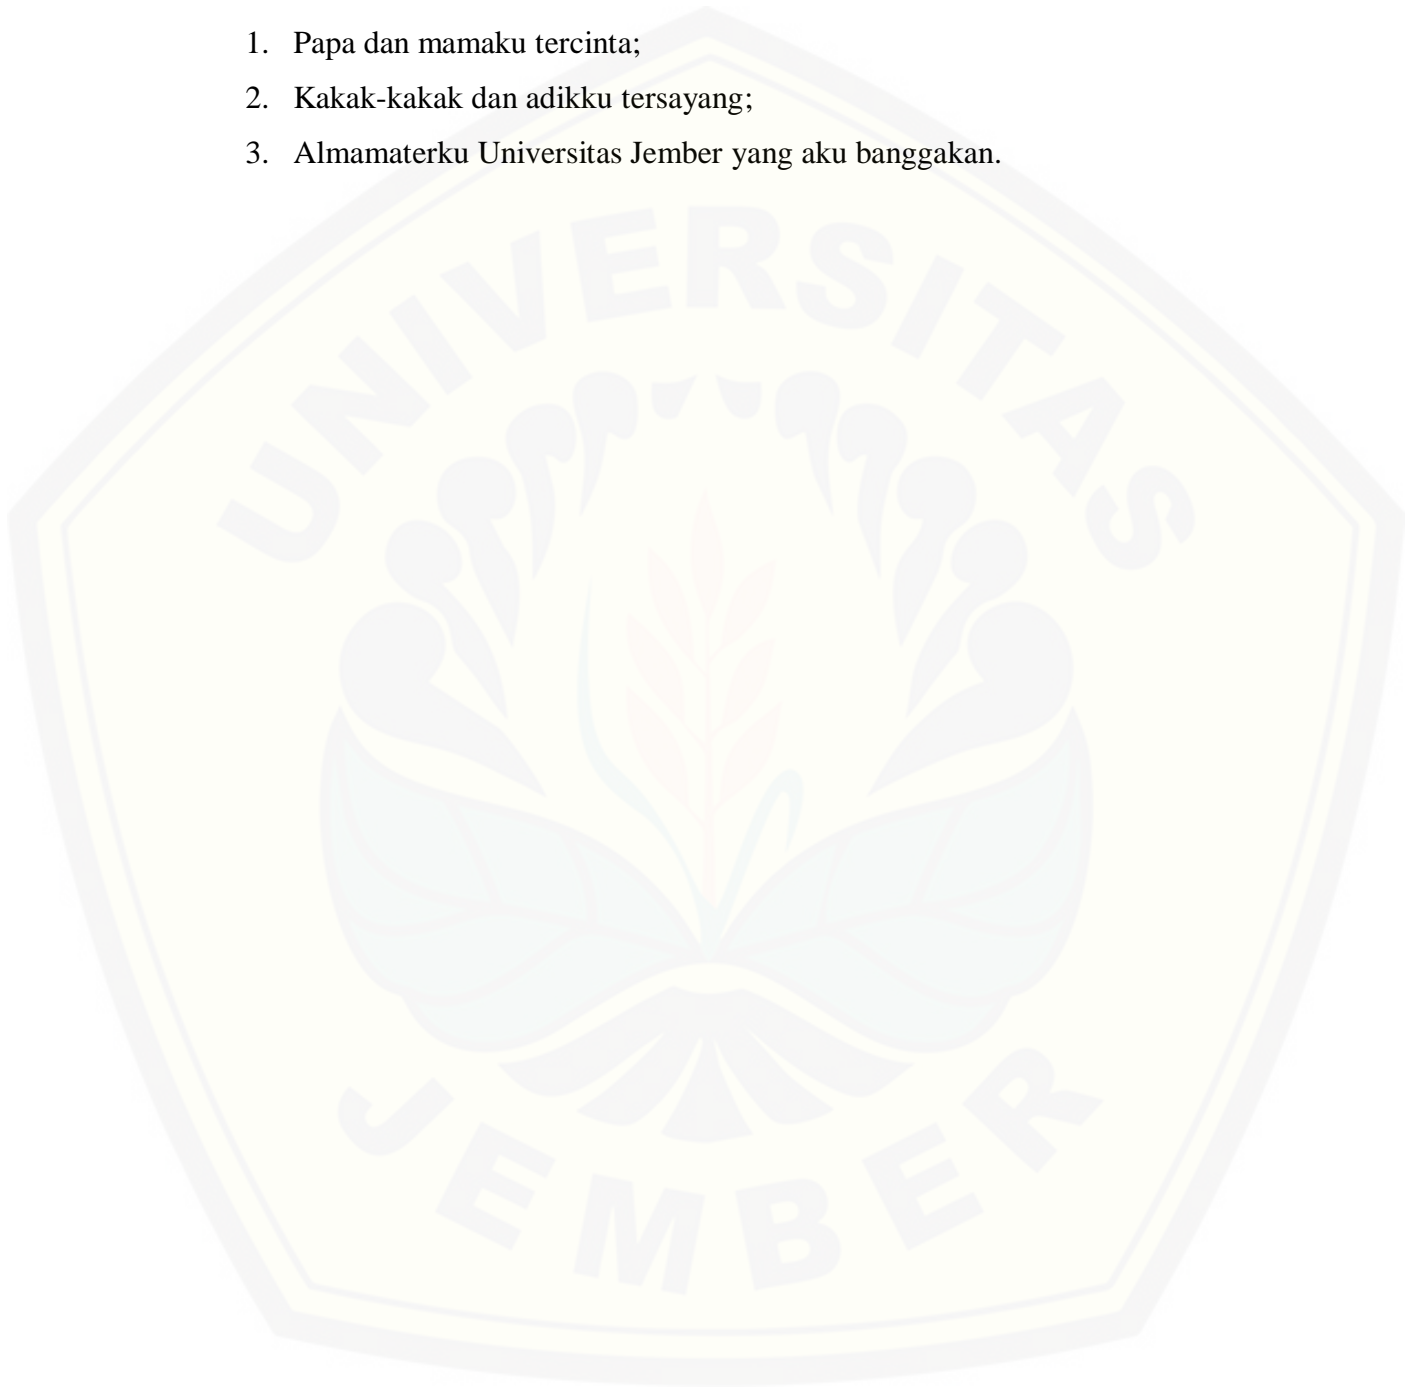 1. Papa dan mamaku tercinta;
2. Kakak-kakak dan adikku tersayang;
3. Almamaterku Universitas Jember yang aku banggakan.
UNIVERSITAS
JEMBER